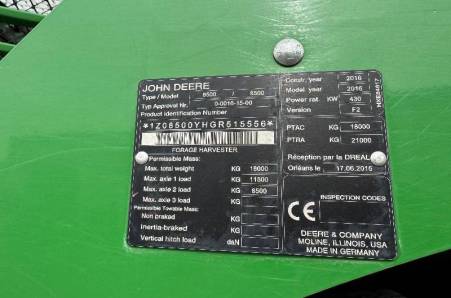 JOHN DEERE
Type / Model 8500 / 8500
Typ Approval Nr. 0-0016-15-00
Product Identification Number
*1Z08500YHGR515556*
FORAGE HARVESTER
Permissible Mass:
Max. total weight KG 18000
Max. axle 1 load KG 11500
Max. axle 2 load KG 8500
Max. axle 3 load KG
Permissible Towable Mass:
Non braked KG
Inertia-braked KG
Vertical hitch load daN
Constr. year 2016
Model year 2016
Power rat. kW 430
Version F2
PTAC KG 18000
PTRA KG 21000
Réception par la DREAL
Orléans le 17.06.2015
CE
INSPECTION CODES
DEERE & COMPANY
MOLINE, ILLINOIS, USA
MADE IN GERMANY